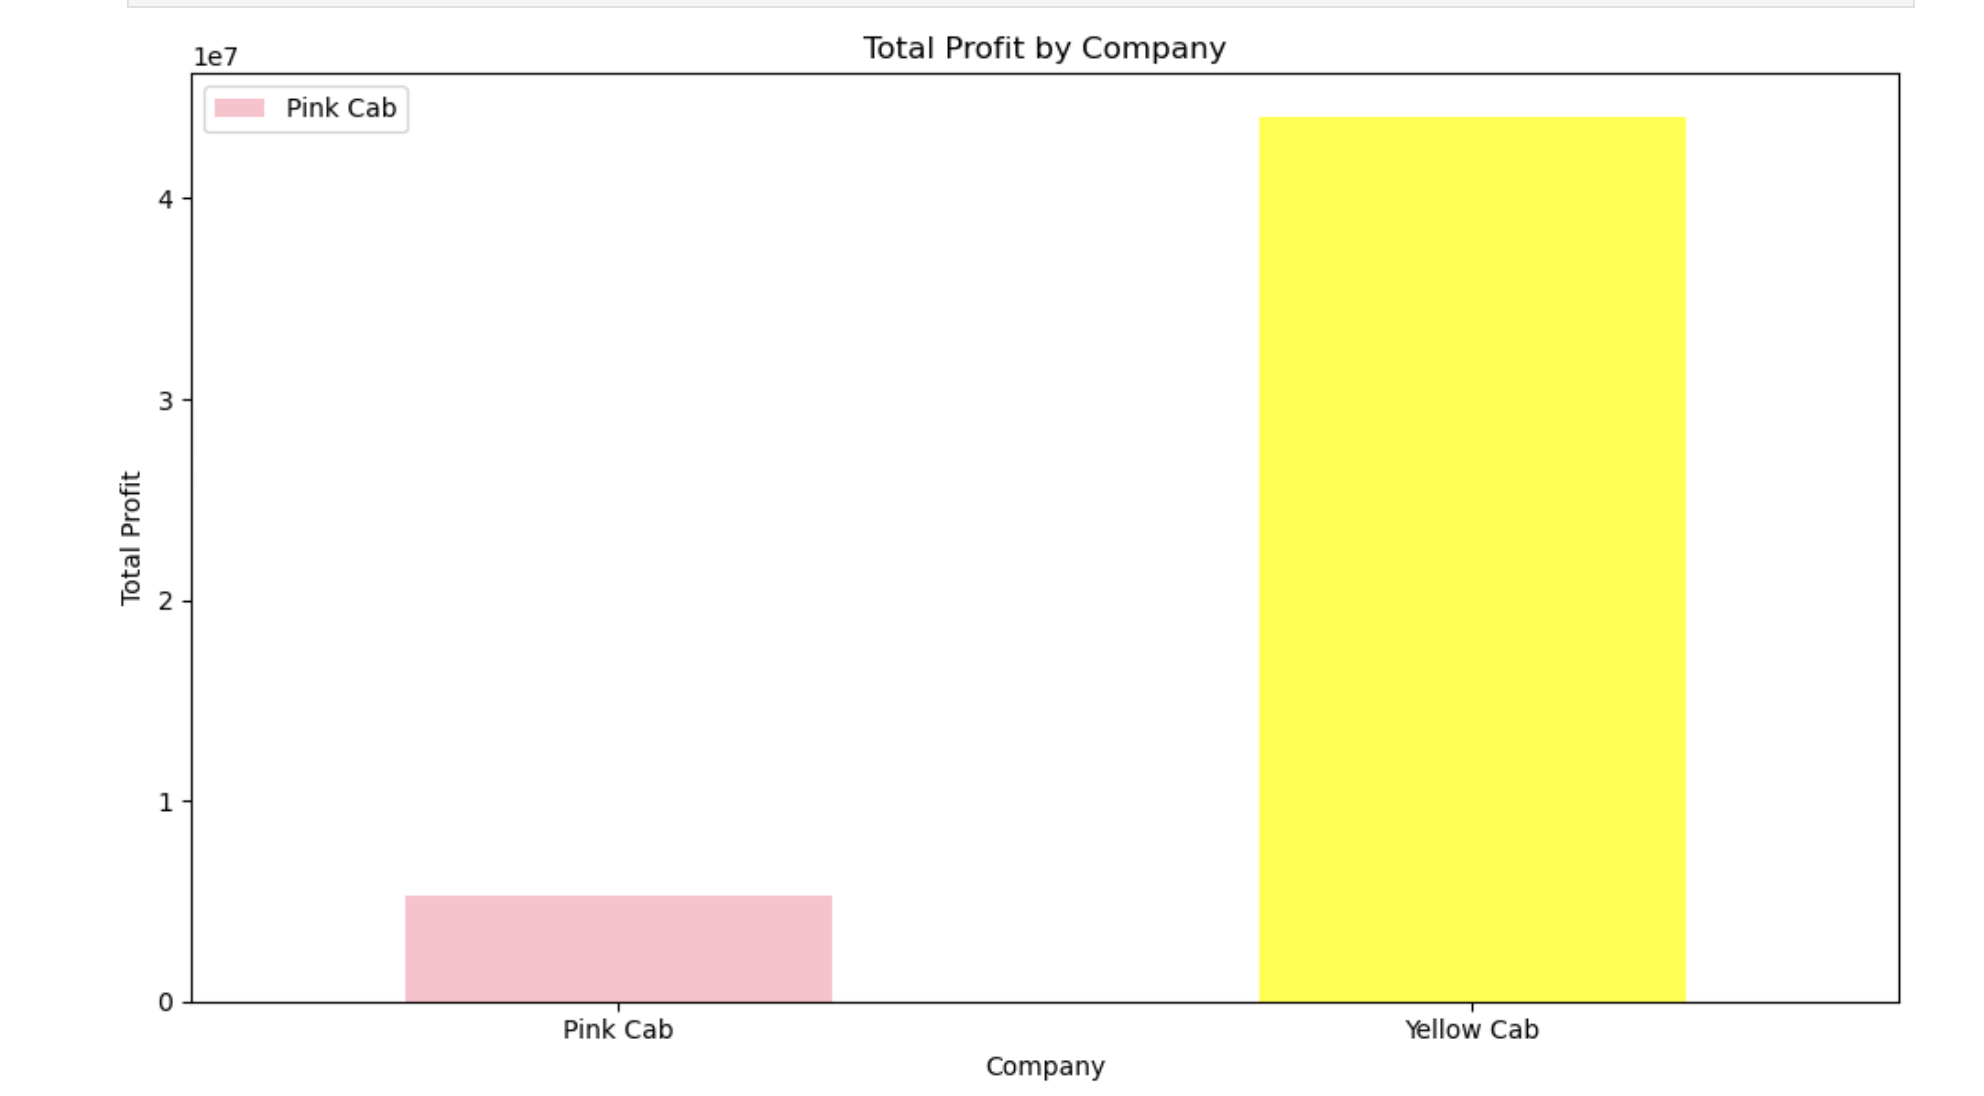 Total Profit by Company
1e7
Pink Cab
4
3
2
1
0
Total Profit
Pink Cab
Yellow Cab
Company